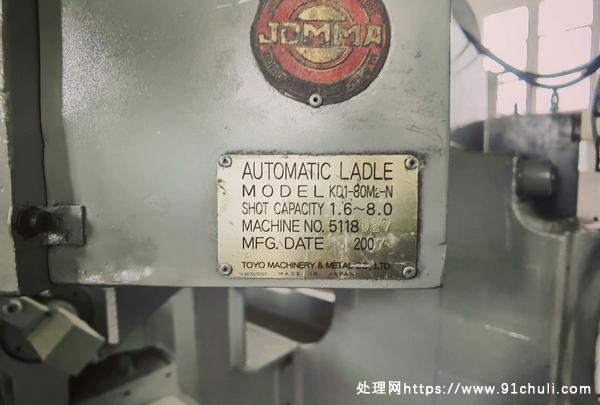 JOMMA
AUTOMATIC LADLE
MODEL KD1-80M2-N
SHOT CAPACITY 1.6~8.0
MACHINE NO. 5118027
MFG. DATE 2007
TOYO MACHINERY & METAL CO., LTD.
MADE IN JAPAN
处理网https://www.91chuli.com/